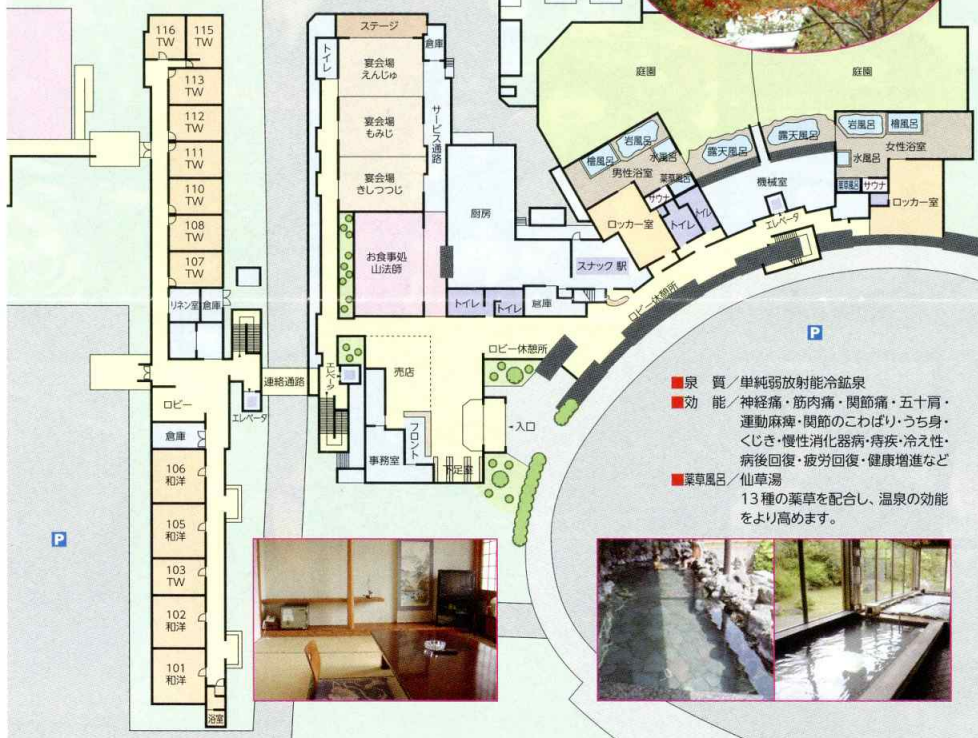 116
TW
115
TW
113
TW
112
TW
111
TW
110
TW
108
TW
107
TW
リネン室
倉庫
ロビー
倉庫
106
和洋
105
和洋
103
TW
102
和洋
101
和洋
浴室
エレベータ
連絡通路
ステージ
トイレ
倉庫
宴会場
えんじゅ
宴会場
もみじ
宴会場
きしつつじ
サービス通路
お食事処
山法師
厨房
スナック 駅
トイレ
トイレ
倉庫
エレベータ
売店
事務室
フロント
下足室
入口
ロビー休憩所
ロビー休憩所
庭園
庭園
檜風呂
岩風呂
水風呂
男性浴室
薬草風呂
サウナ
ロッカー室
トイレ
トイレ
露天風呂
露天風呂
機械室
エレベータ
岩風呂
檜風呂
女性浴室
水風呂
薬草風呂
サウナ
ロッカー室
P
P
■泉 質/単純弱放射能冷鉱泉
■効 能/神経痛・筋肉痛・関節痛・五十肩・
運動麻痺・関節のこわばり・うち身・
くじき・慢性消化器病・痔疾・冷え性・
病後回復・疲労回復・健康増進など
■薬草風呂/仙草湯
13種の薬草を配合し、温泉の効能
をより高めます。